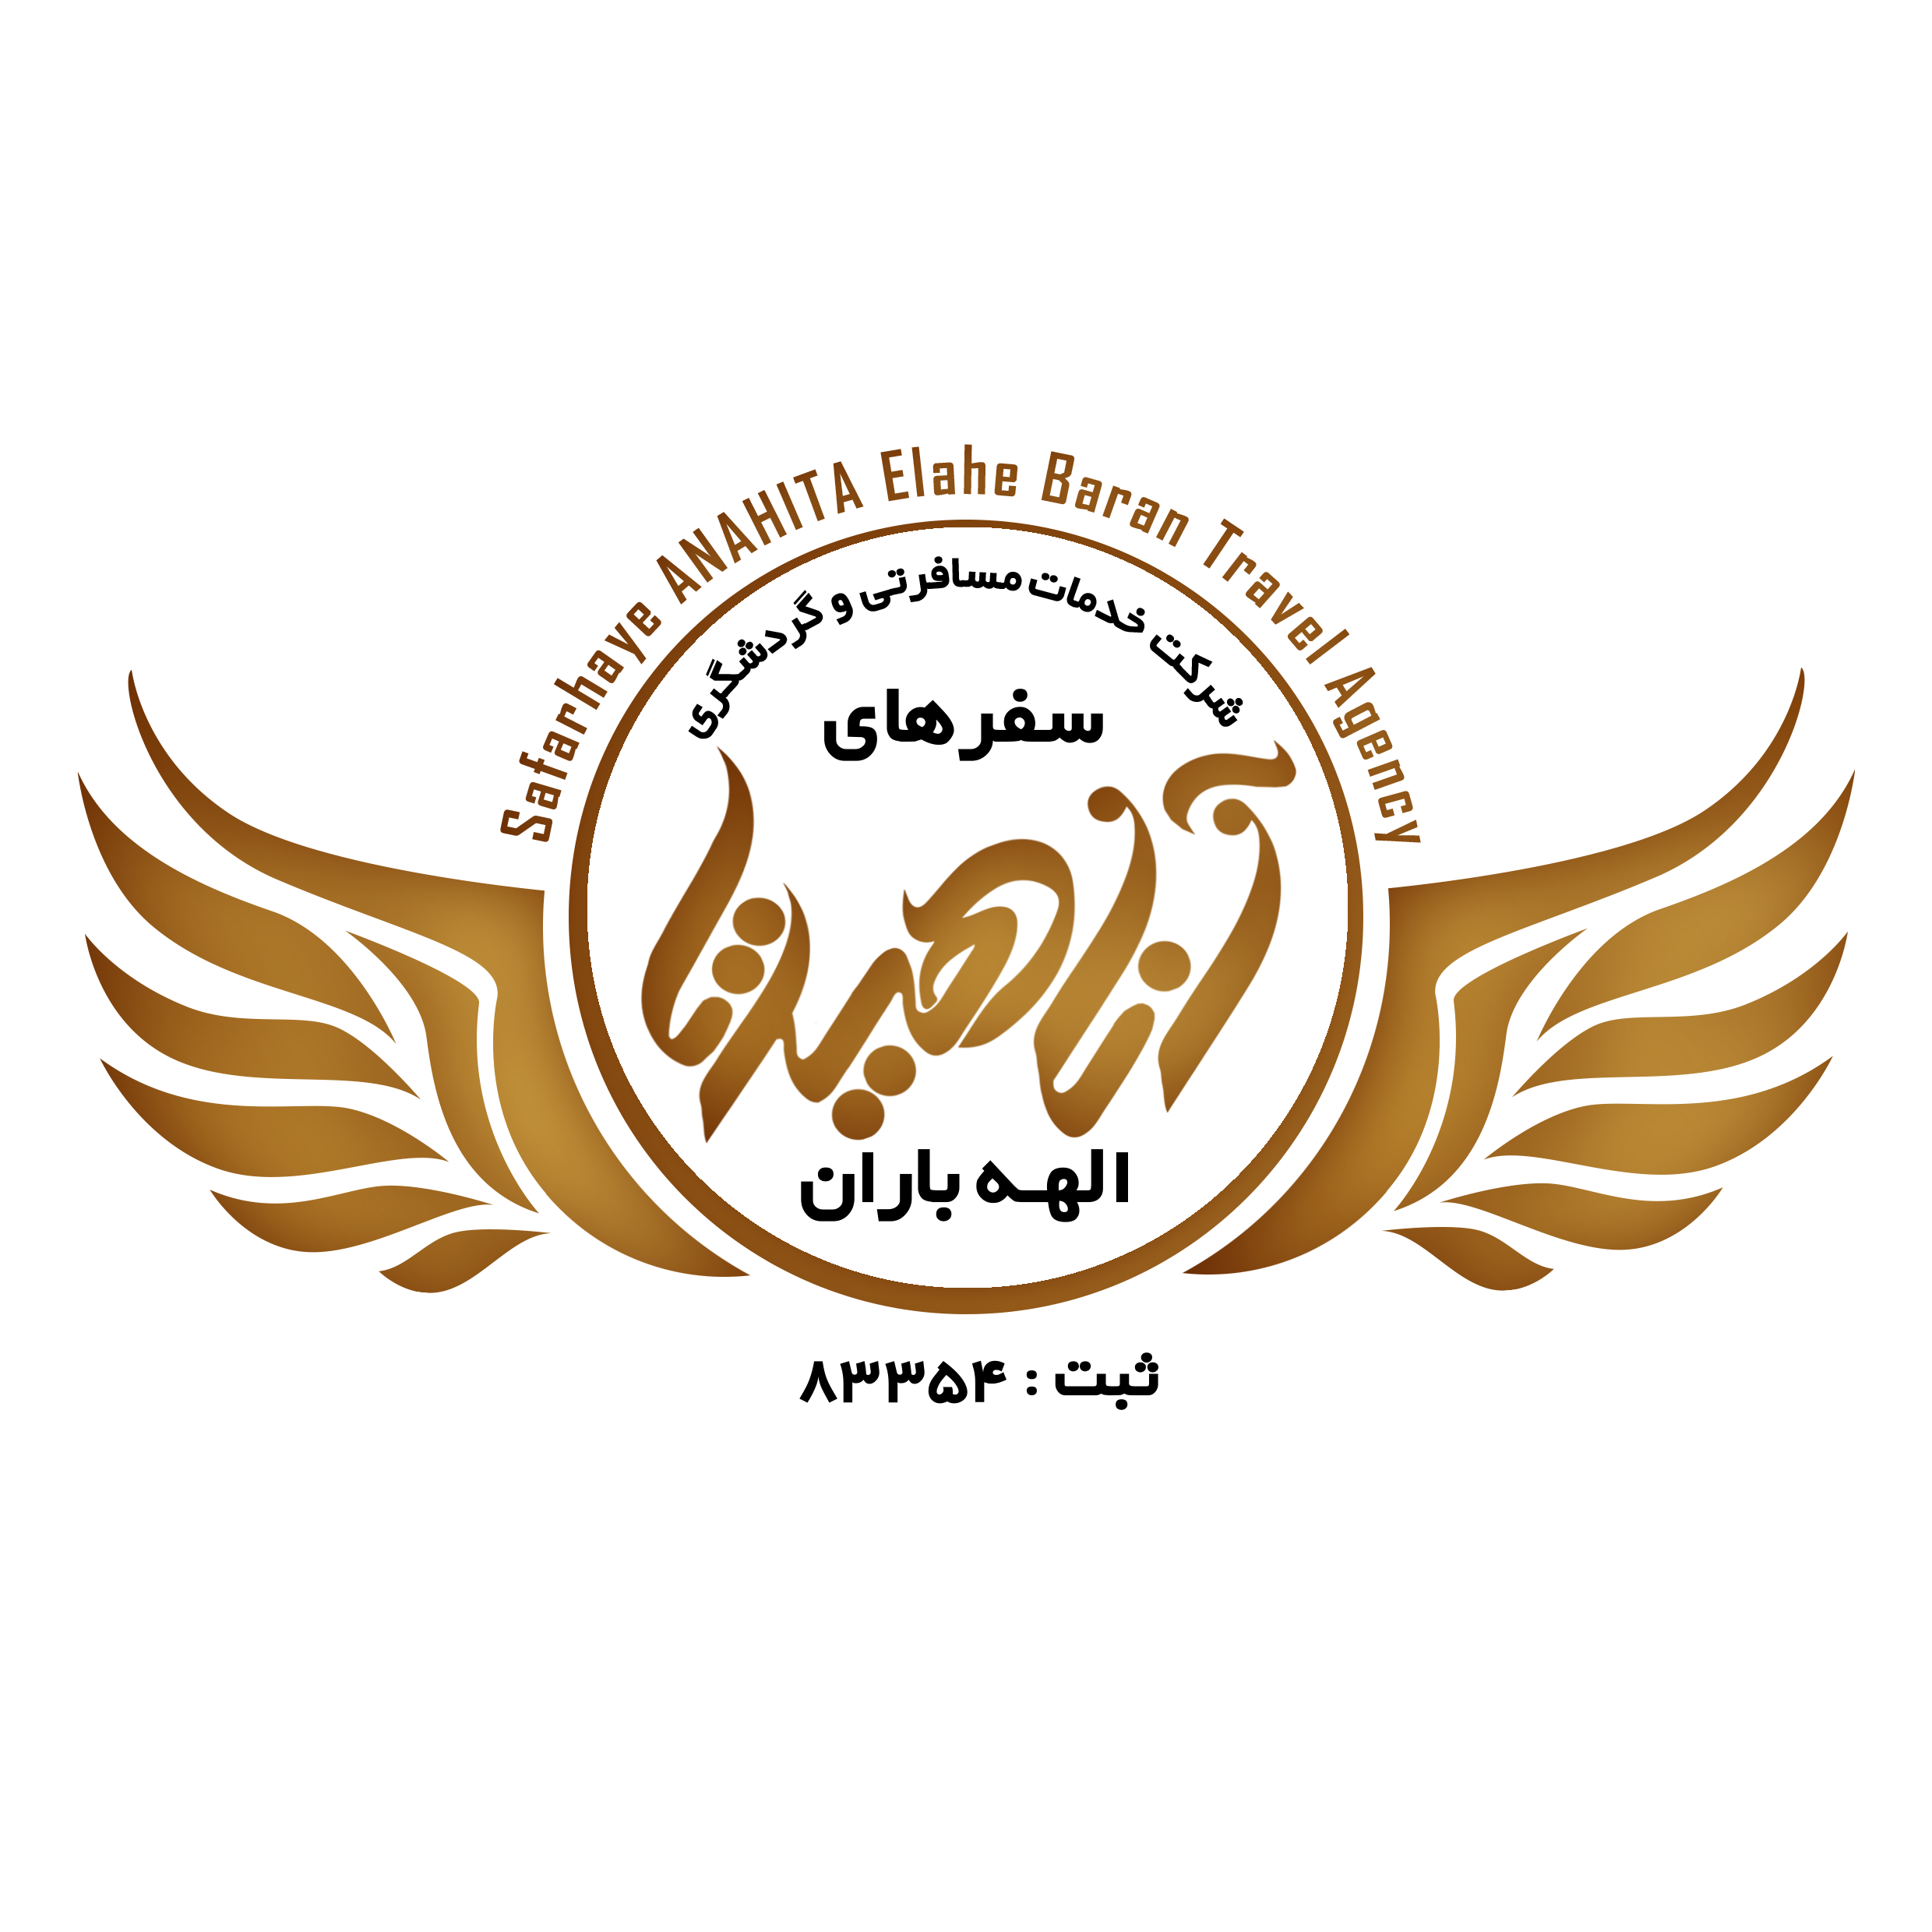 Safarhaye ANAHITA Elahe Baran Travel Agency
شرکت خدمات مسافرتی و گردشگری
سفرهای
آناهیتا
الهه باران
ثبت : ۸۳۳۵۴